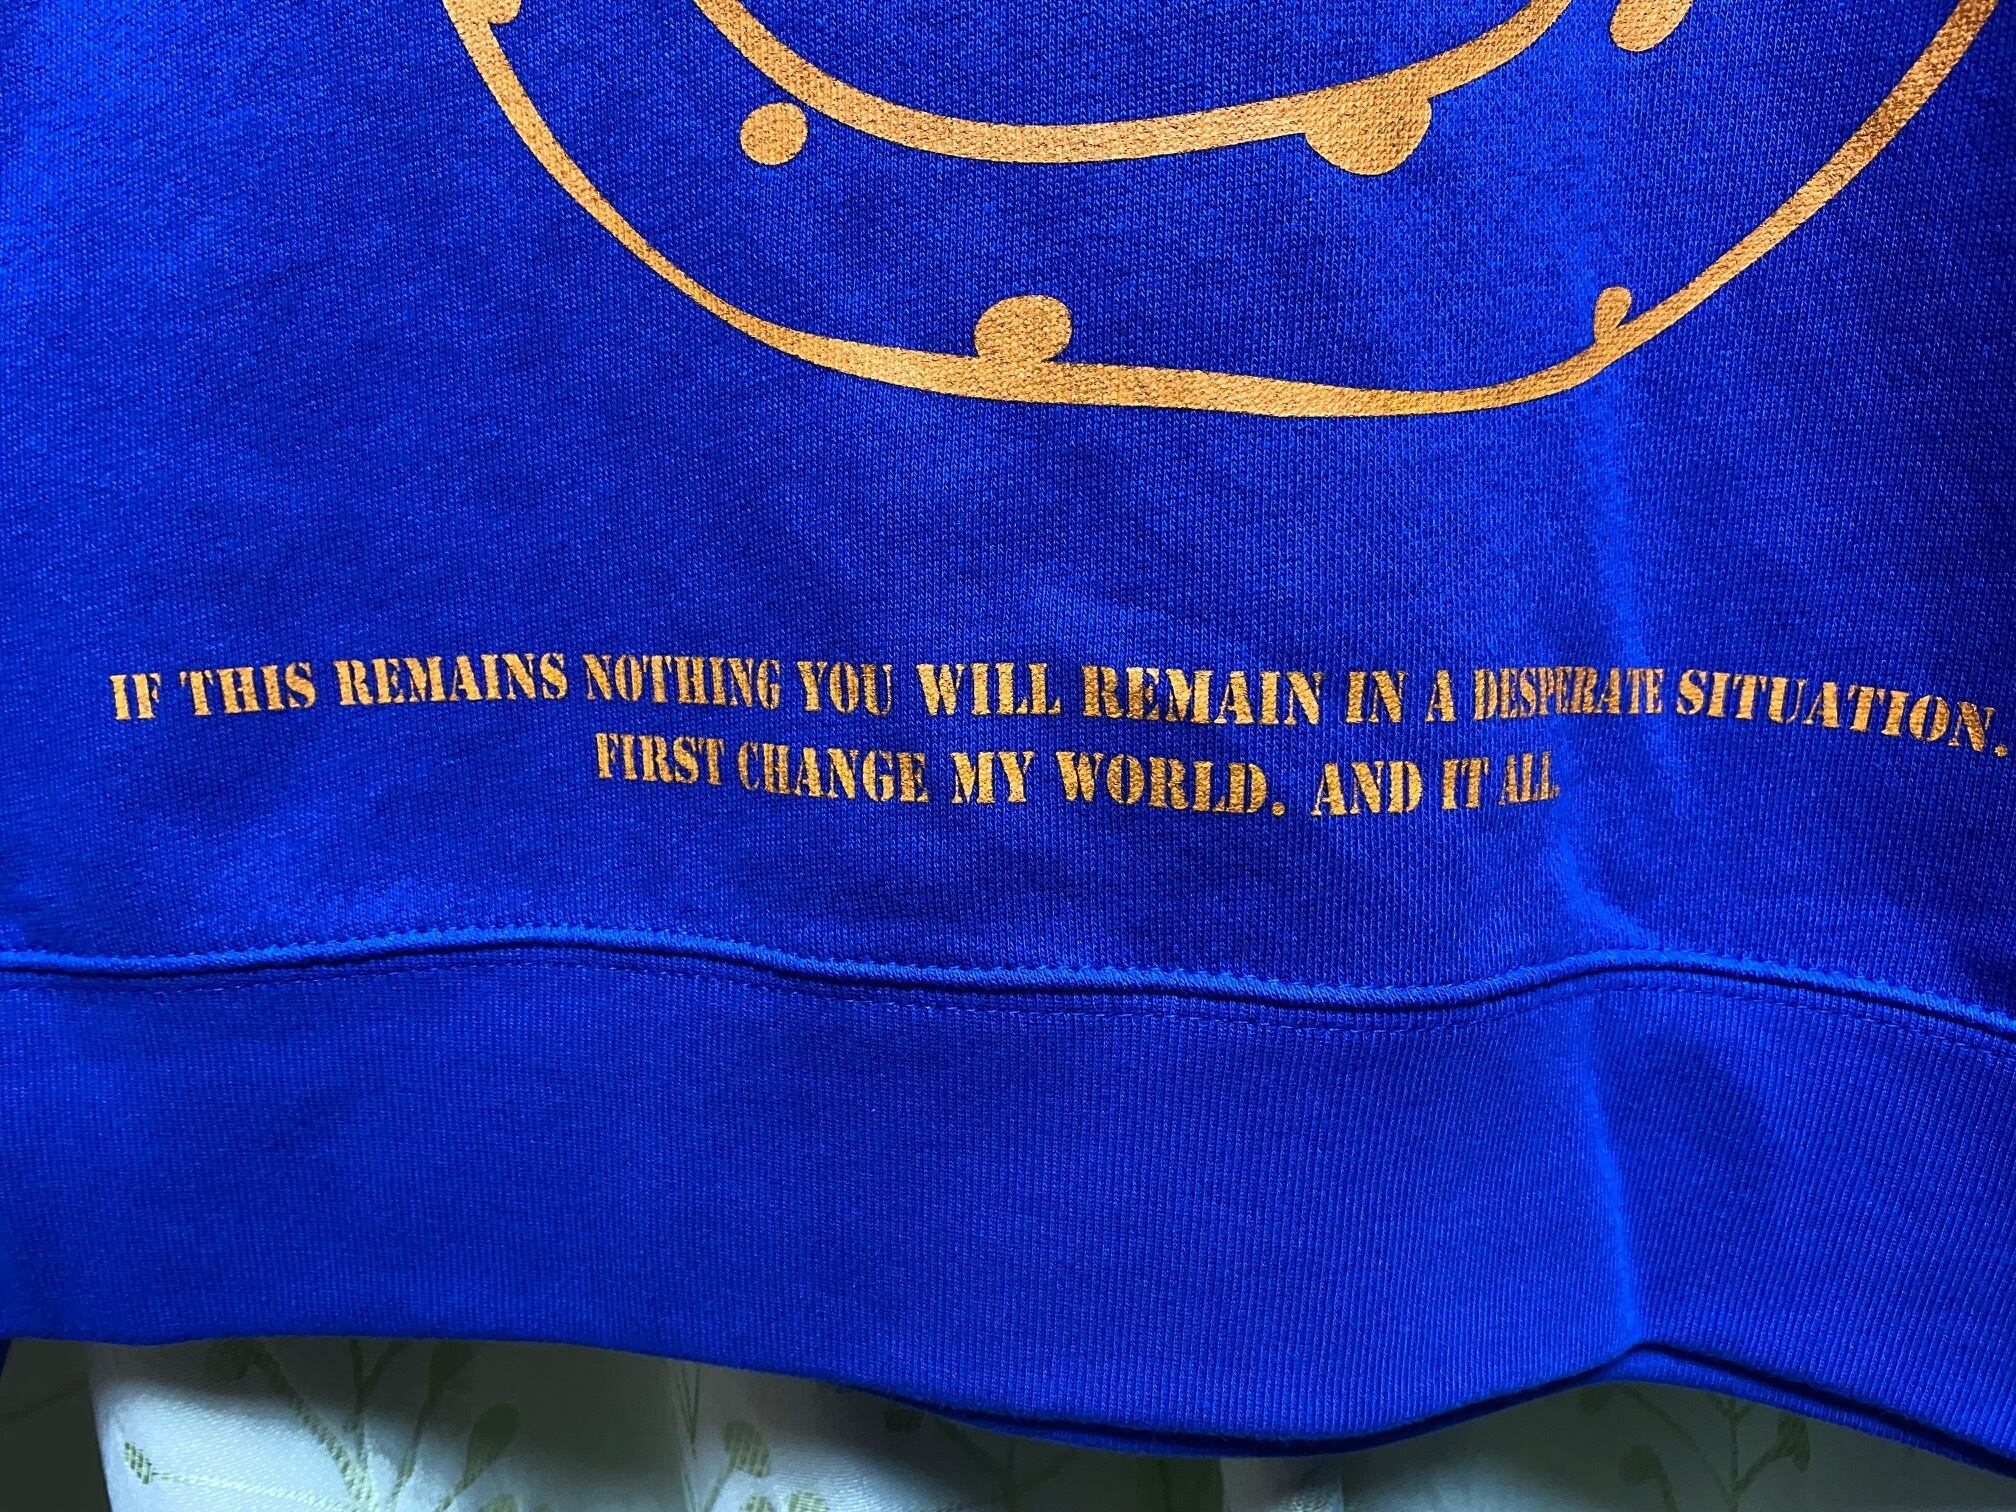 IF THIS REMAINS NOTHING YOU WILL REMAIN IN A DESPERATE SITUATION.
FIRST CHANGE MY WORLD. AND IT ALL.